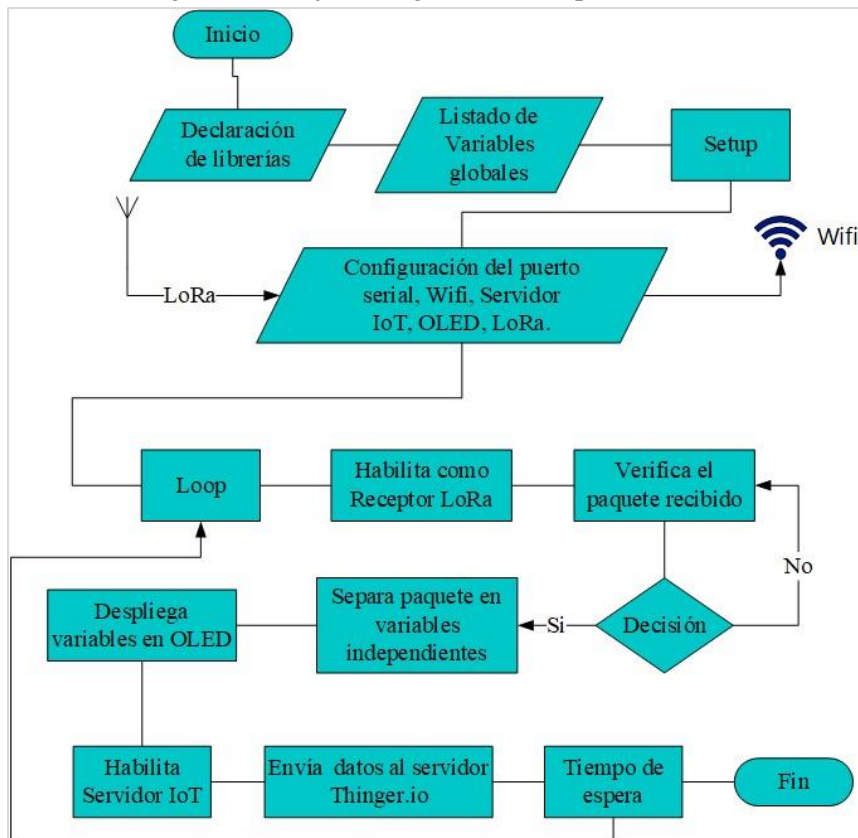 Inicio
Declaración
de librerías
Listado de
Variables
globales
Setup
Wifi
LoRa
Configuración del puerto
serial, Wifi, Servidor
IoT, OLED, LoRa.
Loop
Habilita como
Receptor LoRa
Verifica el
paquete recibido
No
Decisión
Si
Separa paquete en
variables
independientes
Despliega
variables en OLED
Habilita
Servidor IoT
Envía datos al servidor
Thinger.io
Tiempo de
espera
Fin